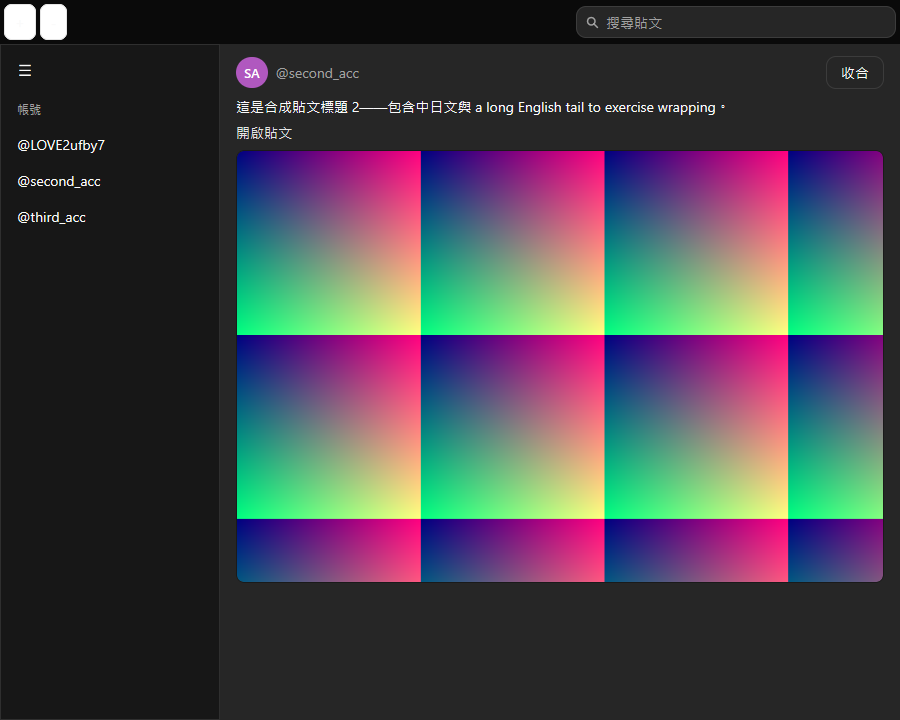 搜尋貼文
☰
帳號
@LOVE2ufby7
@second_acc
@third_acc
SA
@second_acc
收合
這是合成貼文標題 2——包含中日文與 a long English tail to exercise wrapping。
開啟貼文